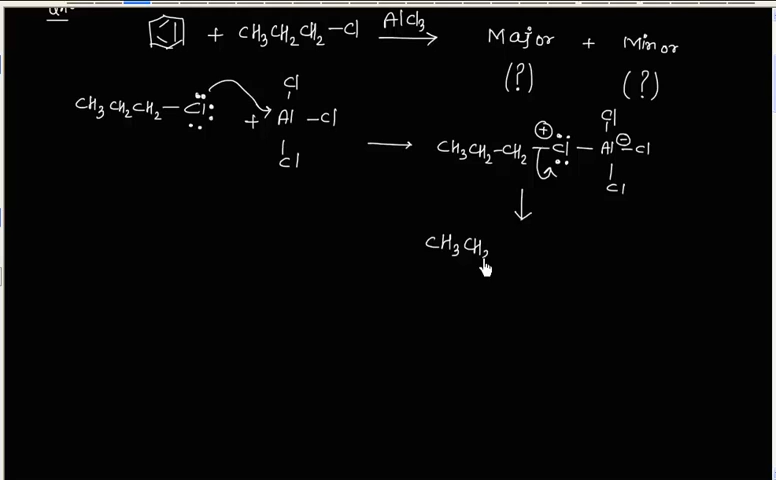 Qn:
+ CH3CH2CH2-Cl AlCl3 Major + Minor
(?) (?)
CH3CH2CH2-Cl + Cl Al-Cl Cl
CH3CH2-CH2 ⊕ Cl - Cl Al ⊖ Cl Cl
CH3CH2